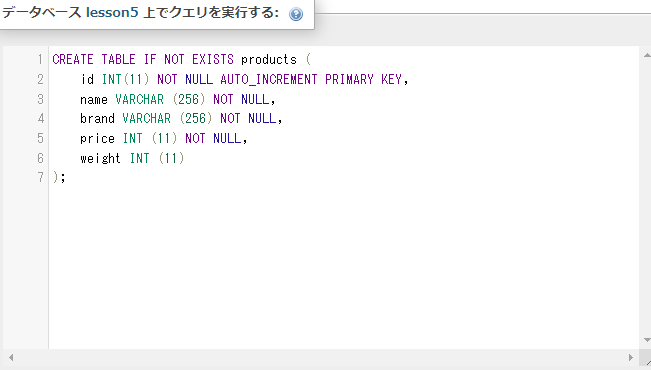 データベース lesson5 上でクエリを実行する:
1 CREATE TABLE IF NOT EXISTS products (
2 id INT(11) NOT NULL AUTO_INCREMENT PRIMARY KEY,
3 name VARCHAR (256) NOT NULL,
4 brand VARCHAR (256) NOT NULL,
5 price INT (11) NOT NULL,
6 weight INT (11)
7 );